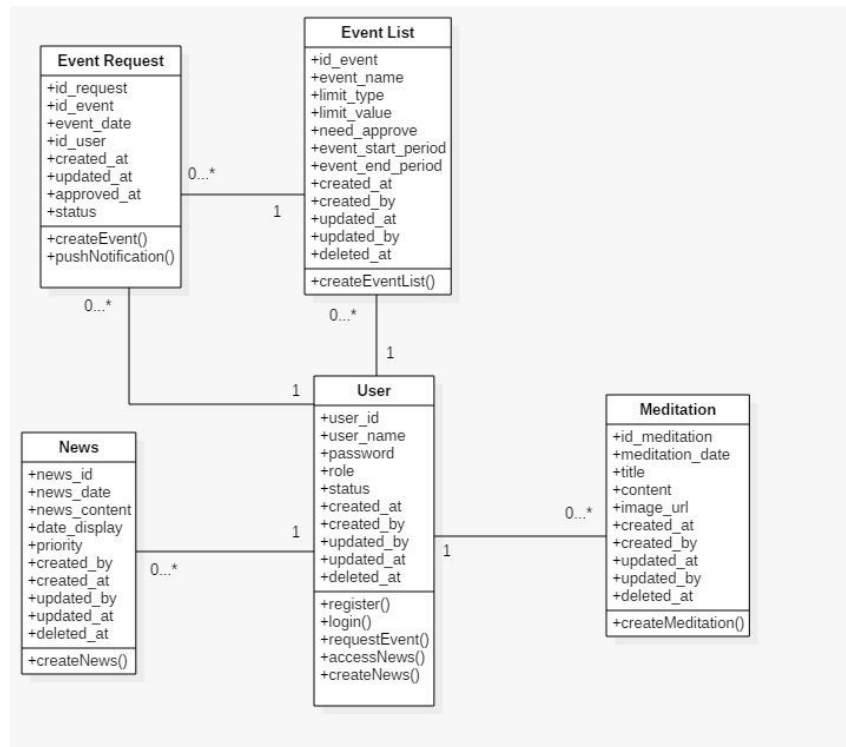 Event Request
+id_request
+id_event
+event_date
+id_user
+created_at
+updated_at
+approved_at
+status
+createEvent()
+pushNotification()
0...*
1
Event List
+id_event
+event_name
+limit_type
+limit_value
+need_approve
+event_start_period
+event_end_period
+created_at
+created_by
+updated_at
+updated_by
+deleted_at
+createEventList()
0...*
0...*
1
1
User
+user_id
+user_name
+password
+role
+status
+created_at
+created_by
+updated_by
+updated_at
+deleted_at
+register()
+login()
+requestEvent()
+accessNews()
+createNews()
News
+news_id
+news_date
+news_content
+date_display
+priority
+created_by
+created_at
+updated_by
+updated_at
+deleted_at
+createNews()
0...*
1
1
0...*
Meditation
+id_meditation
+meditation_date
+title
+content
+image_url
+created_at
+created_by
+updated_at
+updated_by
+deleted_at
+createMeditation()